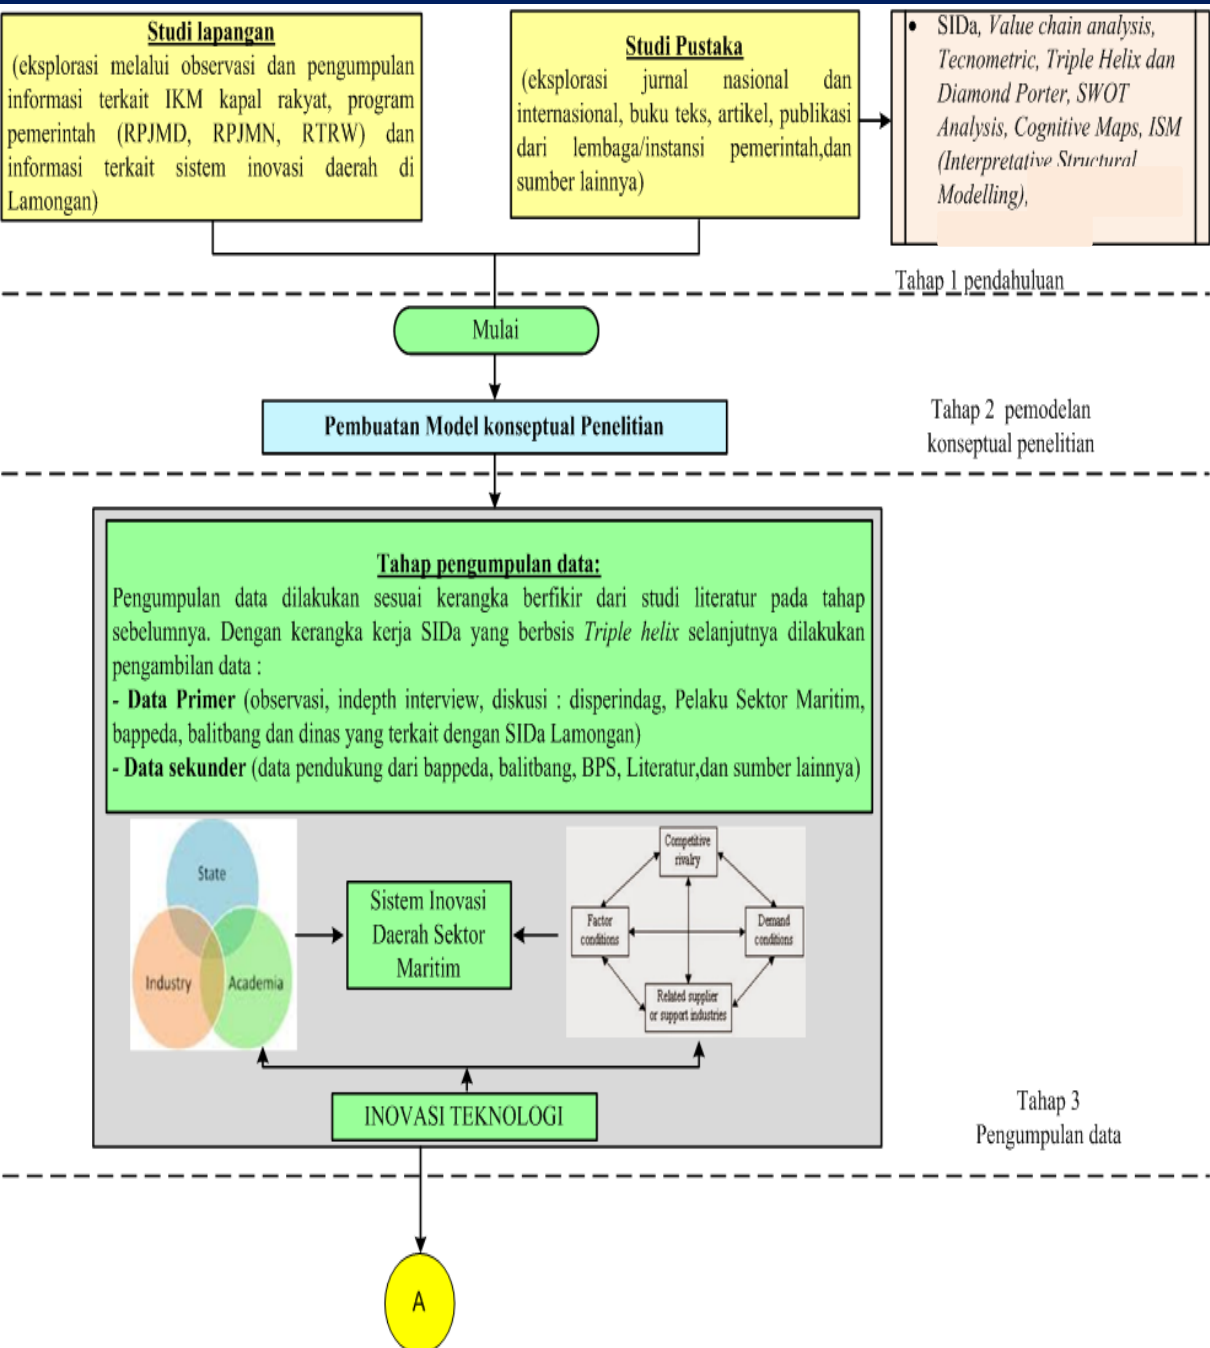 Studi lapangan
(eksplorasi melalui observasi dan pengumpulan
informasi terkait IKM kapal rakyat, program
pemerintah (RPJMD, RPJMN, RTRW) dan
informasi terkait sistem inovasi daerah di
Lamongan)
Studi Pustaka
(eksplorasi jurnal nasional dan
internasional, buku teks, artikel, publikasi
dari lembaga/instansi pemerintah,dan
sumber lainnya)
• SIDa, Value chain analysis,
Tecnometric, Triple Helix dan
Diamond Porter, SWOT
Analysis, Cognitive Maps, ISM
(Interpretative Structural
Modelling),
Tahap 1 pendahuluan
Mulai
Pembuatan Model konseptual Penelitian
Tahap 2 pemodelan
konseptual penelitian
Tahap pengumpulan data:
Pengumpulan data dilakukan sesuai kerangka berfikir dari studi literatur pada tahap
sebelumnya. Dengan kerangka kerja SIDa yang berbsis Triple helix selanjutnya dilakukan
pengambilan data :
- Data Primer (observasi, indepth interview, diskusi : disperindag, Pelaku Sektor Maritim,
bappeda, balitbang dan dinas yang terkait dengan SIDa Lamongan)
- Data sekunder (data pendukung dari bappeda, balitbang, BPS, Literatur,dan sumber lainnya)
State
Industry
Academia
Sistem Inovasi
Daerah Sektor
Maritim
Competitive
rivalry
Factor
conditions
Demand
conditions
Related supplier
or support industries
INOVASI TEKNOLOGI
Tahap 3
Pengumpulan data
A